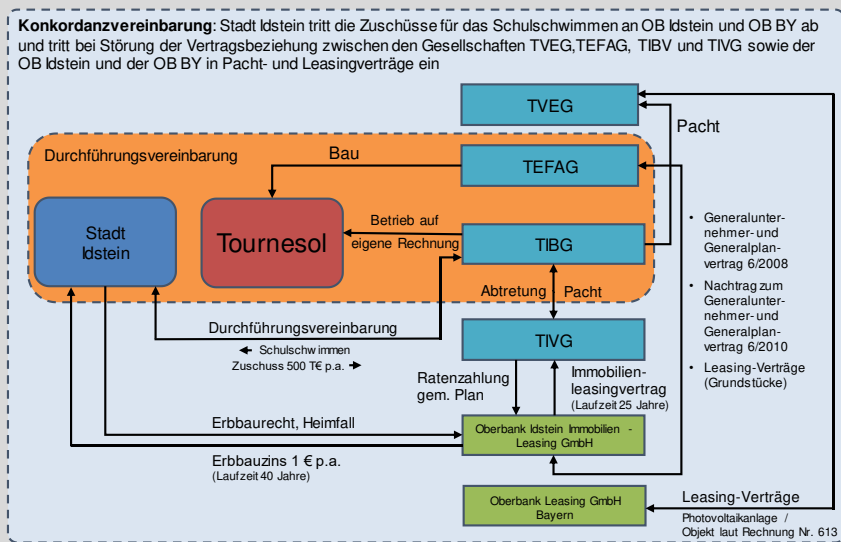 Konkordanzvereinbarung: Stadt Idstein tritt die Zuschüsse für das Schulschwimmen an OB Idstein und OB BY ab
und tritt bei Störung der Vertragsbeziehung zwischen den Gesellschaften TVEG,TEFAG, TIBV und TIVG sowie der
OB Idstein und der OB BY in Pacht- und Leasingverträge ein
TVEG
Pacht
Durchführungsvereinbarung
Bau
TEFAG
Stadt
Idstein
Tournesol
Betrieb auf
eigene Rechnung
TIBG
• Generalunter-
nehmer- und
Generalplan-
vertrag 6/2008
• Nachtrag zum
Generalunter-
nehmer- und
Generalplan-
vertrag 6/2010
• Leasing-Verträge
(Grundstücke)
Abtretung
Pacht
Durchführungsvereinbarung
Schulschwimmen
Zuschuss 500 T€ p.a.
TIVG
Ratenzahlung
gem. Plan
Immobilien-
leasingvertrag
(Laufzeit 25 Jahre)
Erbbaurecht, Heimfall
Oberbank Idstein Immobilien -
Leasing GmbH
Erbbauzins 1 € p.a.
(Laufzeit 40 Jahre)
Oberbank Leasing GmbH
Bayern
Leasing-Verträge
Photovoltaikanlage /
Objekt laut Rechnung Nr. 613